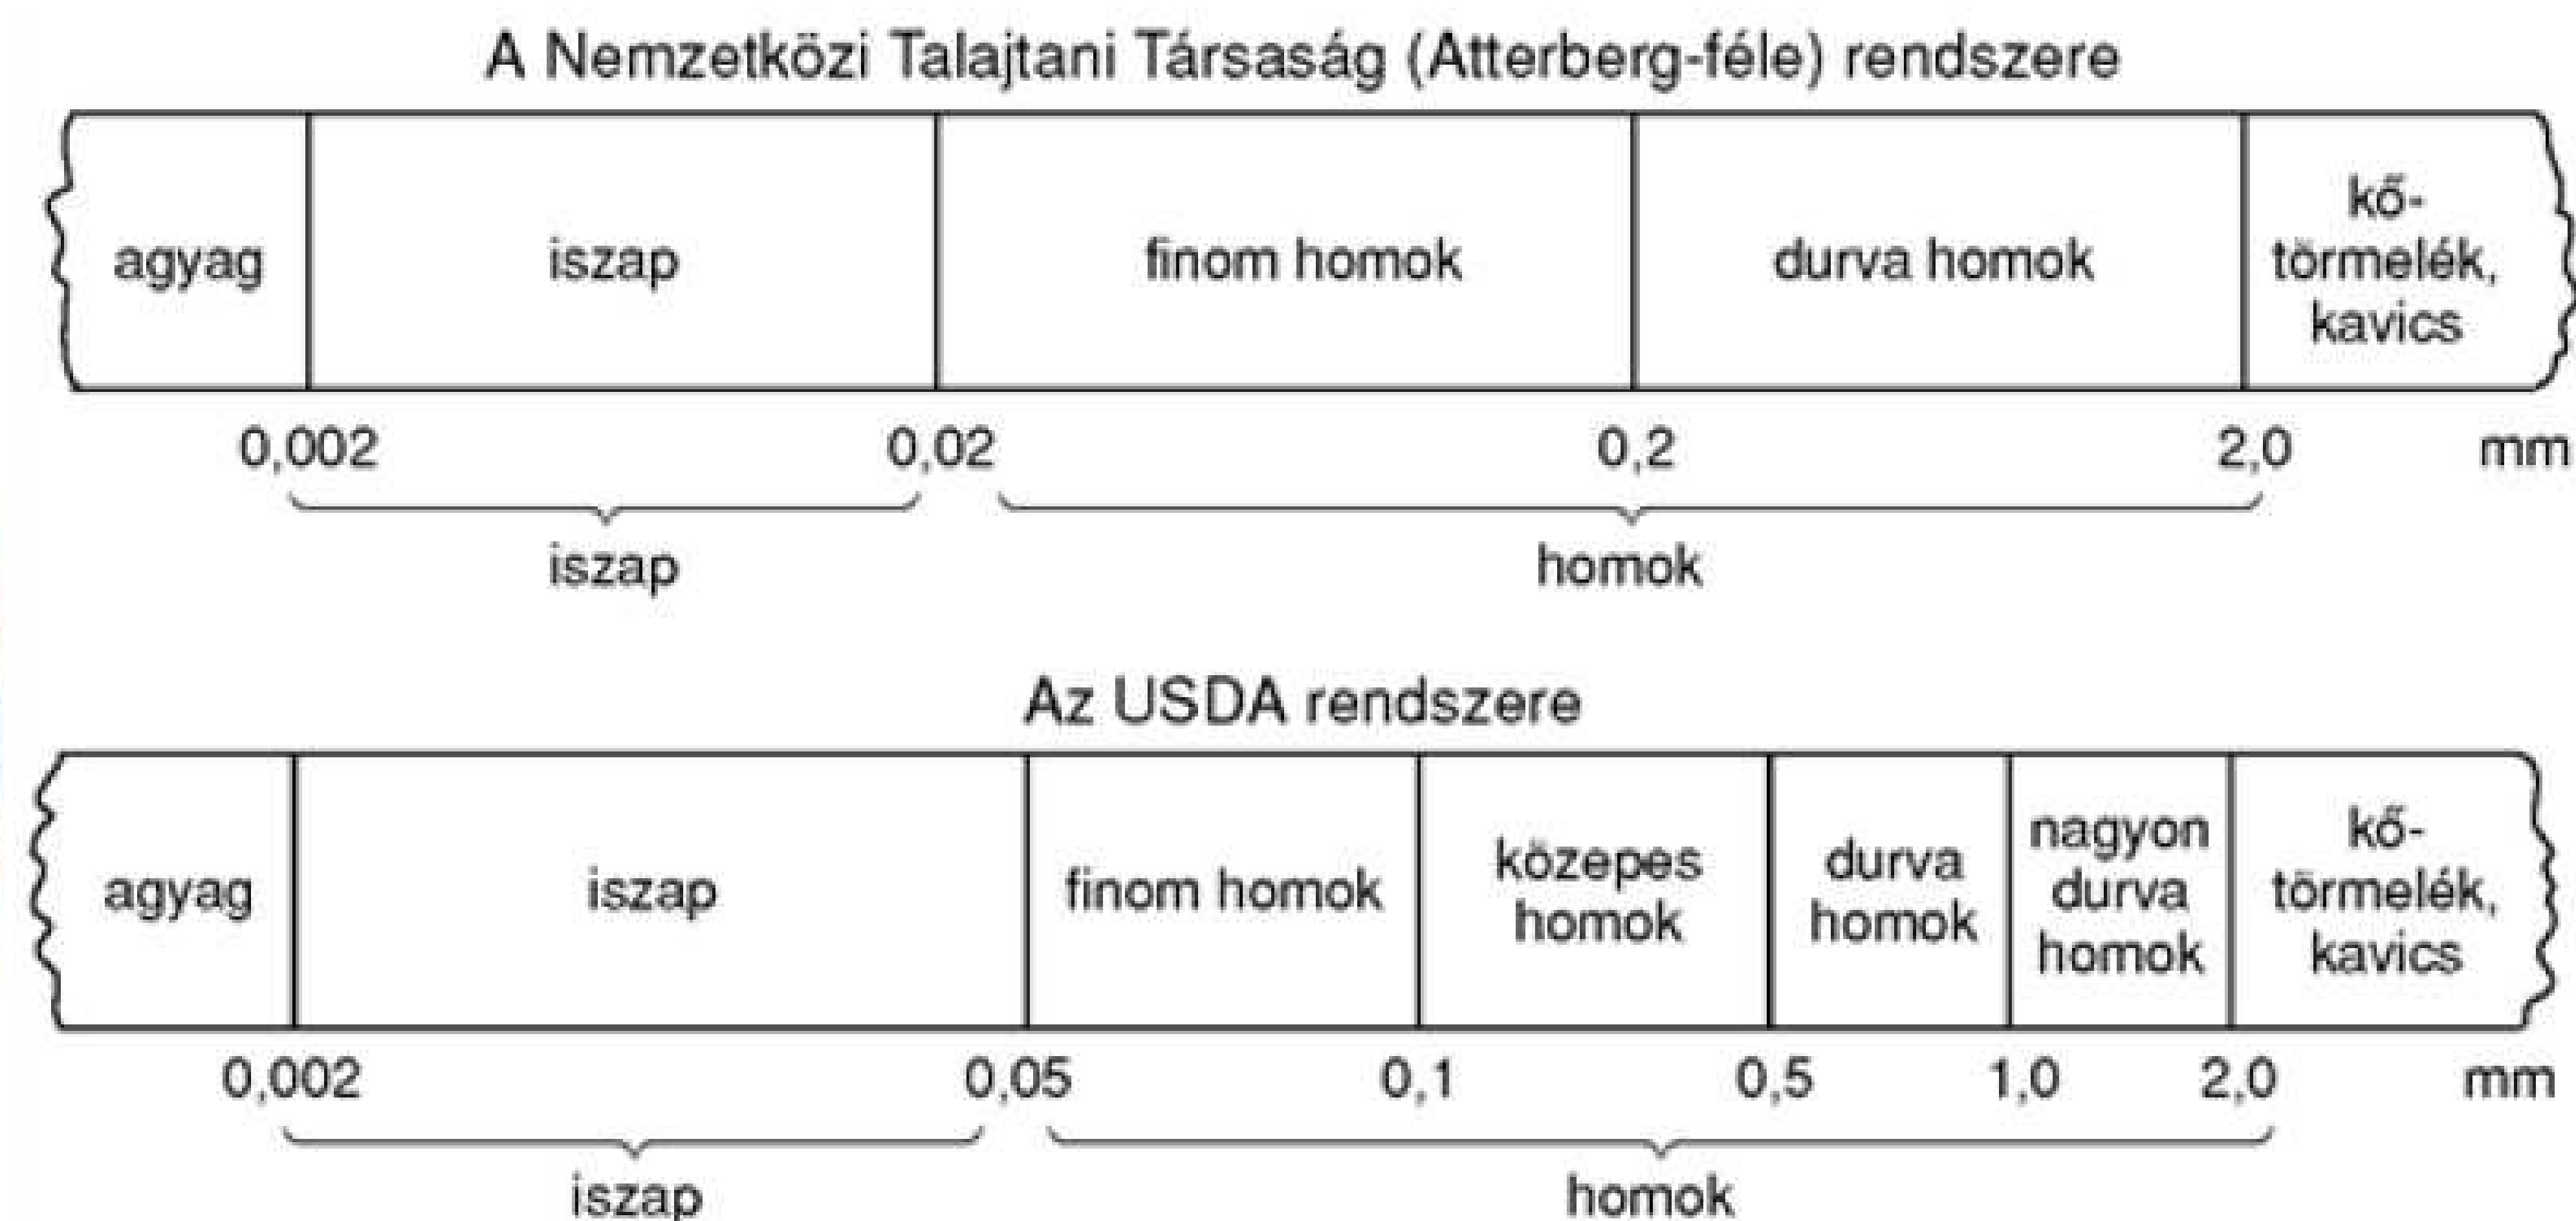 A Nemzetközi Talajtani Társaság (Atterberg-féle) rendszere
agyag
iszap
finom homok
durva homok
kő-
törmelék,
kavics
0,002
0,02
0,2
2,0
mm
iszap
homok
Az USDA rendszere
agyag
iszap
finom homok
közepes
homok
durva
homok
nagyon
durva
homok
kő-
törmelék,
kavics
0,002
0,05
0,1
0,5
1,0
2,0
mm
iszap
homok